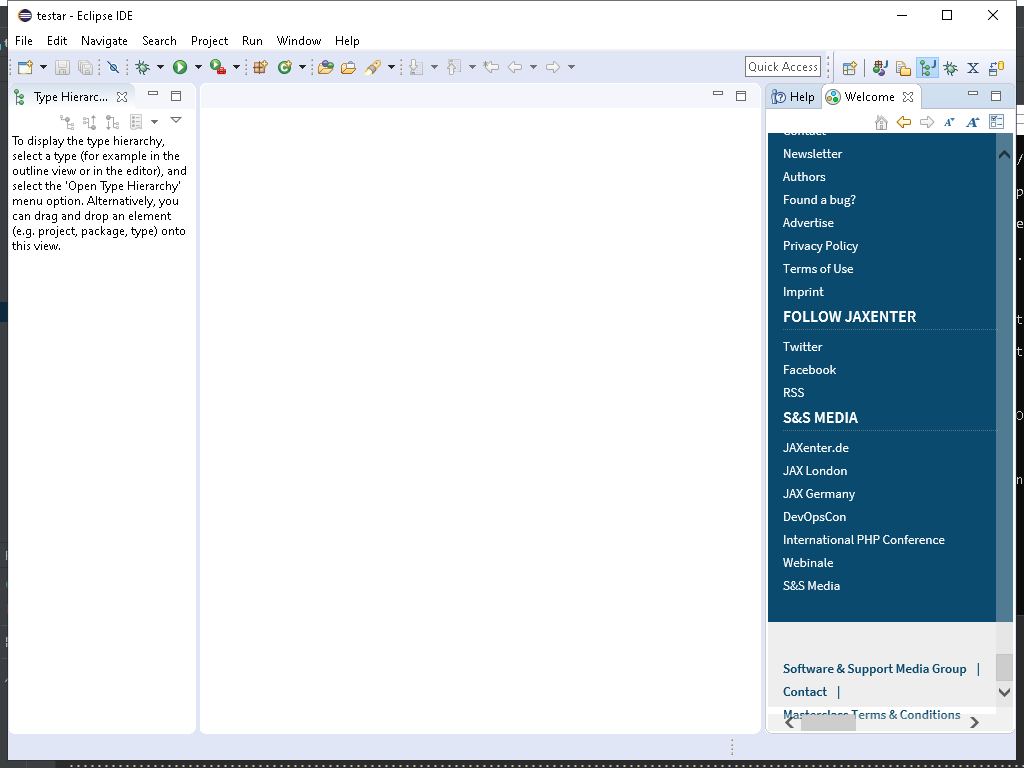 testar - Eclipse IDE
File Edit Navigate Search Project Run Window Help
Quick Access
Type Hierarc...
Help
Welcome
To display the type hierarchy,
select a type (for example in the
outline view or in the editor), and
select the 'Open Type Hierarchy'
menu option. Alternatively, you
can drag and drop an element
(e.g. project, package, type) onto
this view.
Contact
Newsletter
Authors
Found a bug?
Advertise
Privacy Policy
Terms of Use
Imprint
FOLLOW JAXENTER
Twitter
Facebook
RSS
S&S MEDIA
JAXenter.de
JAX London
JAX Germany
DevOpsCon
International PHP Conference
Webinale
S&S Media
Software & Support Media Group |
Contact |
Masterclass Terms & Conditions